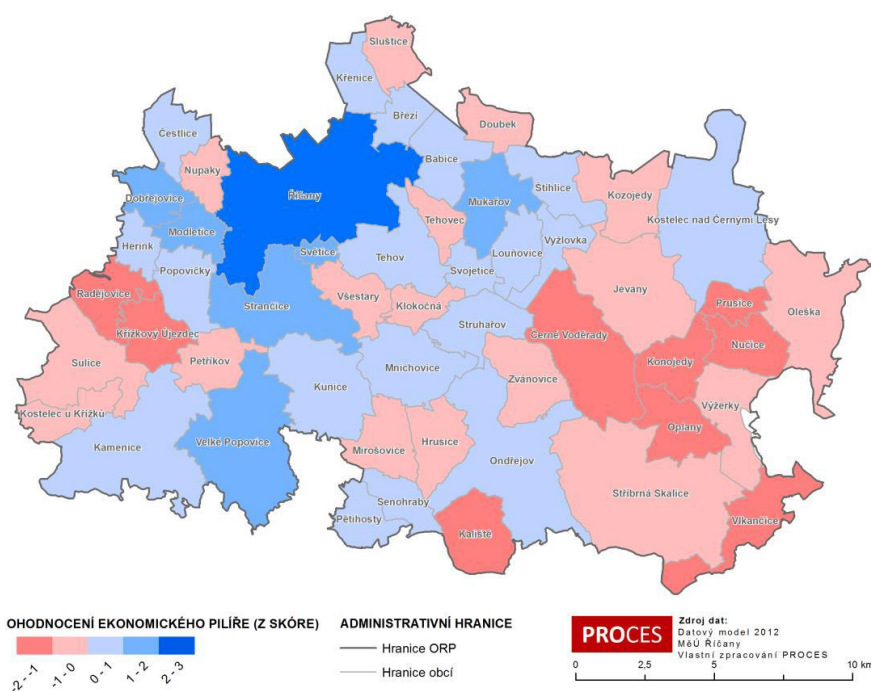 Sluštice
Křenice
Březí
Doubek
Čestlice
Babice
Nupaky
Štíhlice
Kozojedy
Říčany
Mukařov
Dobřejovice
Tehovec
Kostelec nad Černými Lesy
Modletice
Herink
Světice
Louňovice
Vyžlovka
Tehov
Popovičky
Svojetice
Jevany
Radějovice
Všestary
Klokočná
Prusice
Oleška
Strančice
Křížkový Újezdec
Struhařov
Černé Voděrady
Nučice
Sulice
Petříkov
Mnichovice
Konojedy
Zvánovice
Kunice
Výžerky
Kostelec u Křížků
Oplany
Velké Popovice
Kamenice
Mirošovice
Hrusice
Ondřejov
Stříbrná Skalice
Senohraby
Vlkančice
Pětihosty
Kaliště
OHODNOCENÍ EKONOMICKÉHO PILÍŘE (Z SKÓRE)
-2 - -1
-1 - 0
0 - 1
1 - 2
2 - 3
ADMINISTRATIVNÍ HRANICE
Hranice ORP
Hranice obcí
PROCES
Zdroj dat:
Datový model 2012
MěÚ Říčany
Vlastní zpracování PROCES
0 2,5 5 10 km